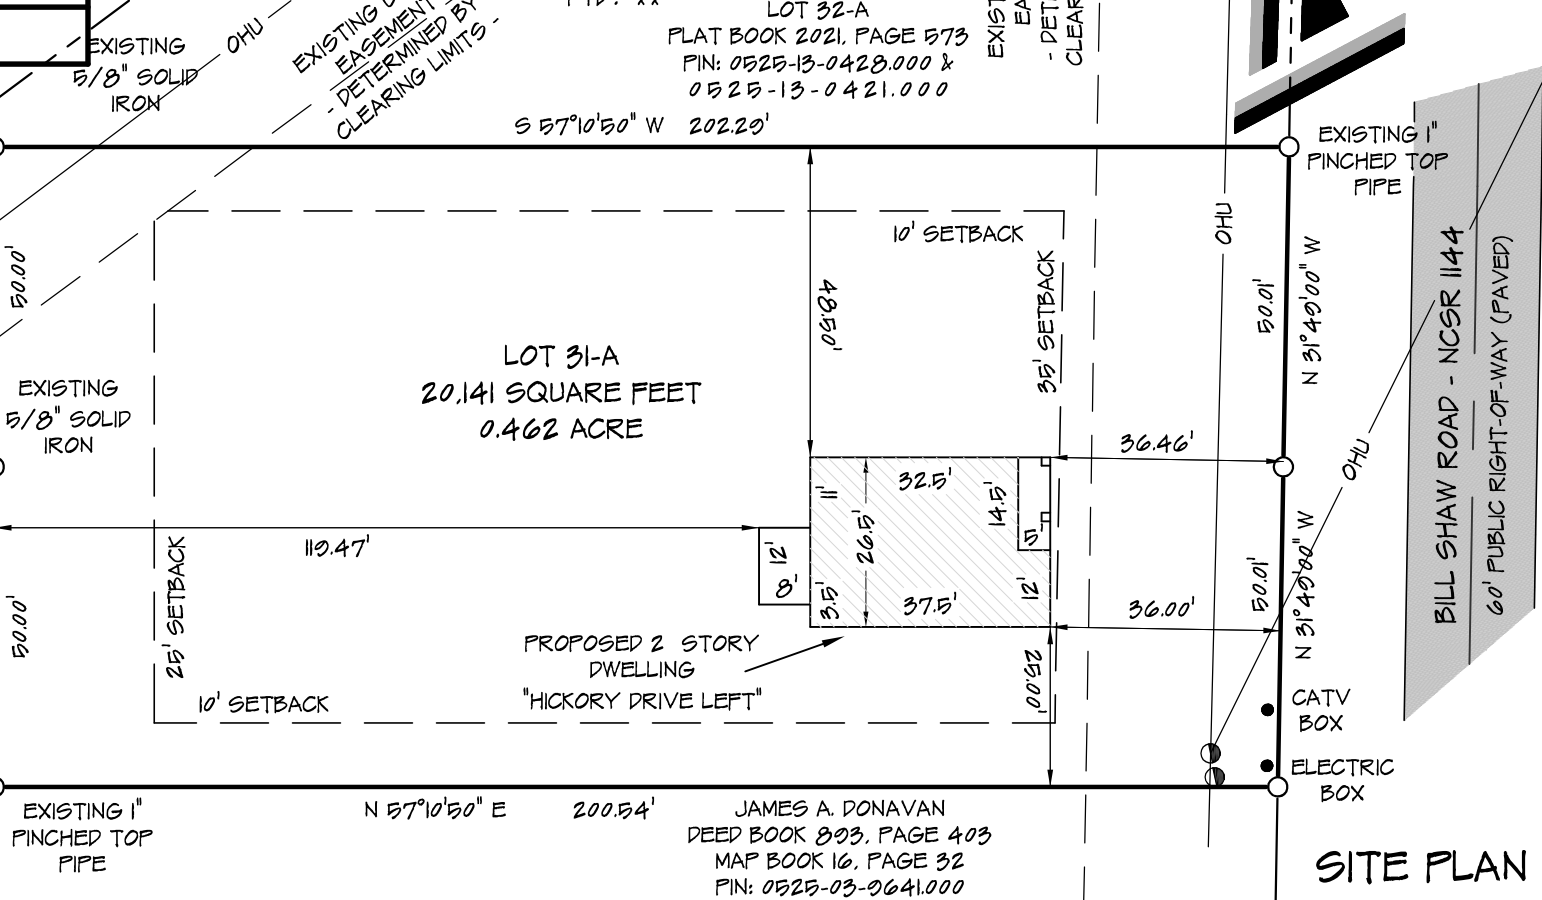 EXISTING
5/8" SOLID
IRON
OHU
EASEMENT
- DETERMINED BY
CLEARING LIMITS -
LOT 32-A
PLAT BOOK 2021, PAGE 573
PIN: 0525-13-0428.000 &
0525-13-0421.000
S 57°10'50" W 202.29'
EXISTING 1"
PINCHED TOP
PIPE
10' SETBACK
OHU
50.00'
48.50'
35' SETBACK
50.01'
N 31°49'00" W
BILL SHAW ROAD - NCSR 1144
60' PUBLIC RIGHT-OF-WAY (PAVED)
LOT 31-A
20,141 SQUARE FEET
0.462 ACRE
EXISTING
5/8" SOLID
IRON
36.46'
OHU
32.5'
11'
14.5'
26.5'
5'
119.47'
12'
8'
3.5'
37.5'
12'
36.00'
50.01'
N 31°49'00" W
25' SETBACK
50.00'
PROPOSED 2 STORY
DWELLING
"HICKORY DRIVE LEFT"
25.00'
10' SETBACK
CATV
BOX
ELECTRIC
BOX
EXISTING 1"
PINCHED TOP
PIPE
N 57°10'50" E 200.54'
JAMES A. DONAVAN
DEED BOOK 893, PAGE 403
MAP BOOK 16, PAGE 32
PIN: 0525-03-9641.000
SITE PLAN